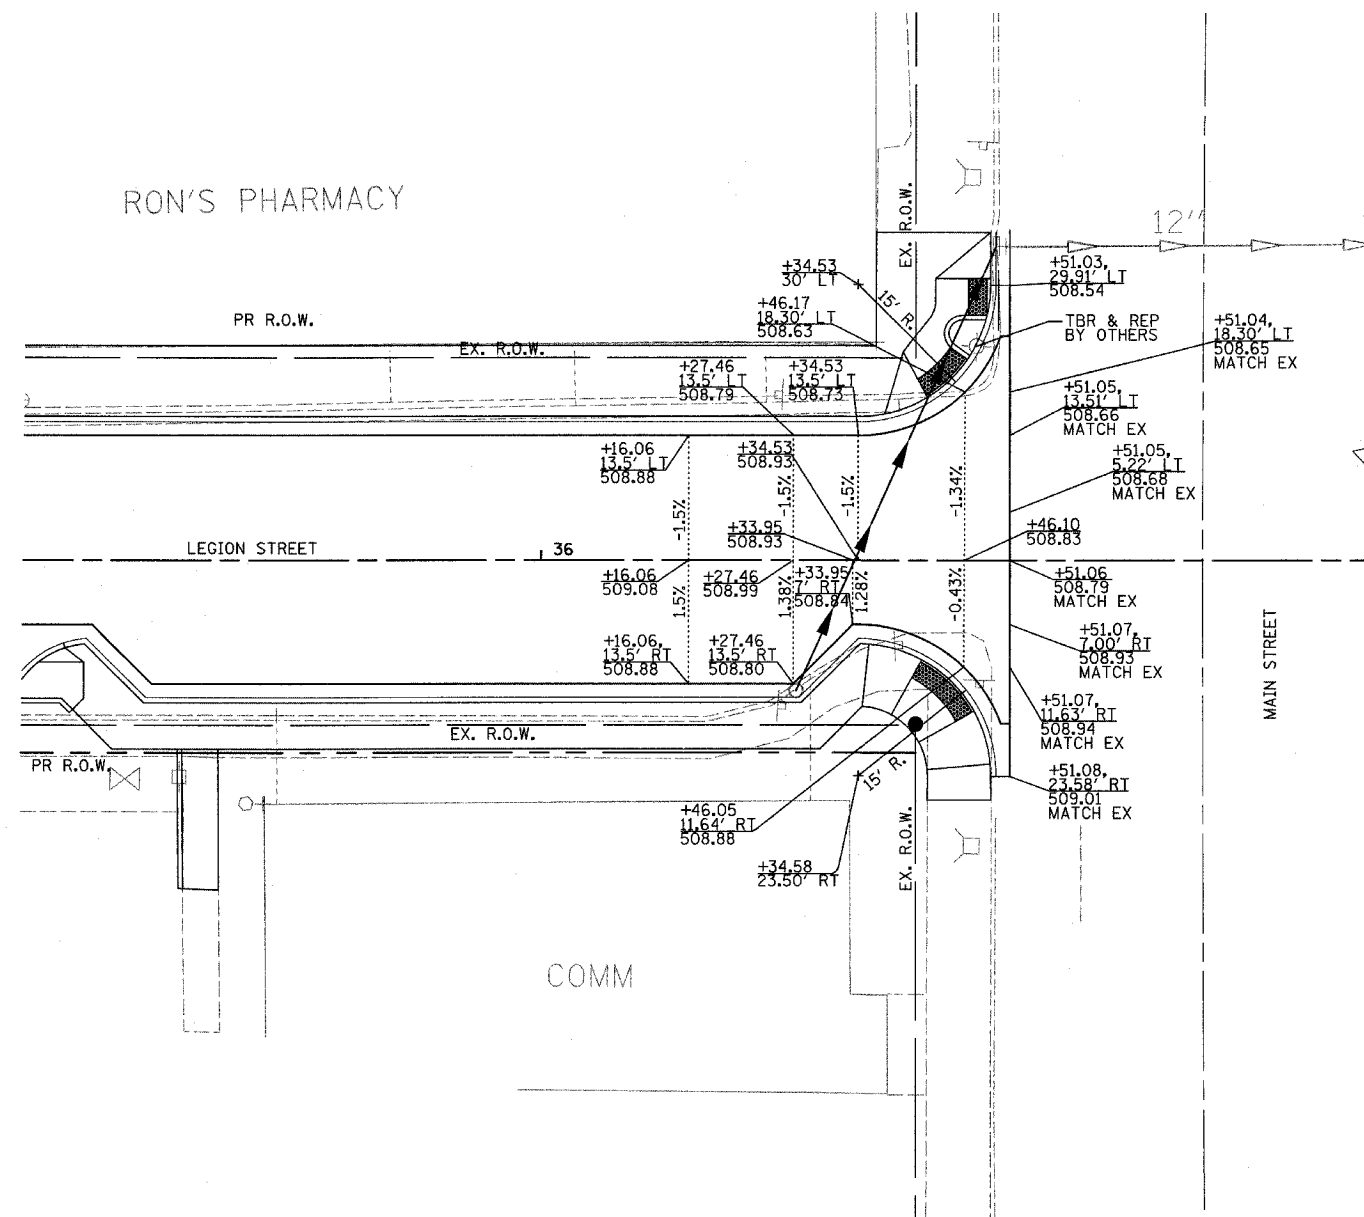 12"
RON'S PHARMACY
EX. R.O.W.
+34.53
30' LT
+51.03,
29.91' LT
508.54
15' R.
+46.17
18.30' LT
508.63
PR R.O.W.
TBR & REP
BY OTHERS
+51.04,
18.30' LT
508.65
MATCH EX
EX. R.O.W.
+27.46
13.5' LT
508.79
+34.53
13.5' LT
508.73
+51.05,
13.51' LT
508.66
MATCH EX
+16.06
13.5' LT
508.88
+34.53
508.93
+51.05,
5.22' LT
508.68
MATCH EX
-1.5%
-1.5%
-1.5%
-1.34%
+33.95
508.93
+46.10
508.83
LEGION STREET
36
+16.06
509.08
+27.46
508.99
+33.95
7' RT
508.84
+51.06
508.79
MATCH EX
1.5%
1.38%
1.28%
-0.43%
+51.07,
7.00' RT
508.93
MATCH EX
+16.06,
13.5' RT
508.88
+27.46
13.5' RT
508.80
MAIN STREET
+51.07,
11.63' RT
508.94
MATCH EX
EX. R.O.W.
PR R.O.W.
15' R.
+51.08,
23.58' RT
509.01
MATCH EX
+46.05
11.64' RT
508.88
EX. R.O.W.
+34.58
23.50' RT
COMM